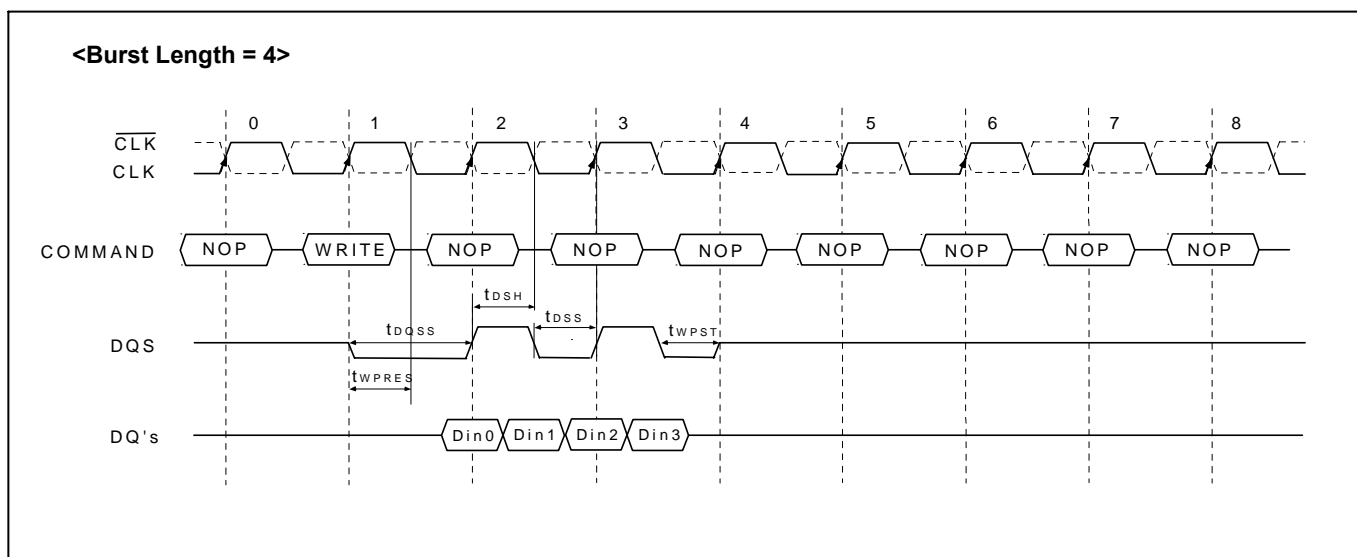 <Burst Length = 4>
0 1 2 3 4 5 6 7 8
CLK
CLK
COMMAND NOP WRITE NOP NOP NOP NOP NOP NOP NOP
tDSH
tDQSS tDSS tWPST
DQS
tWPRES
DQ's Din0 Din1 Din2 Din3